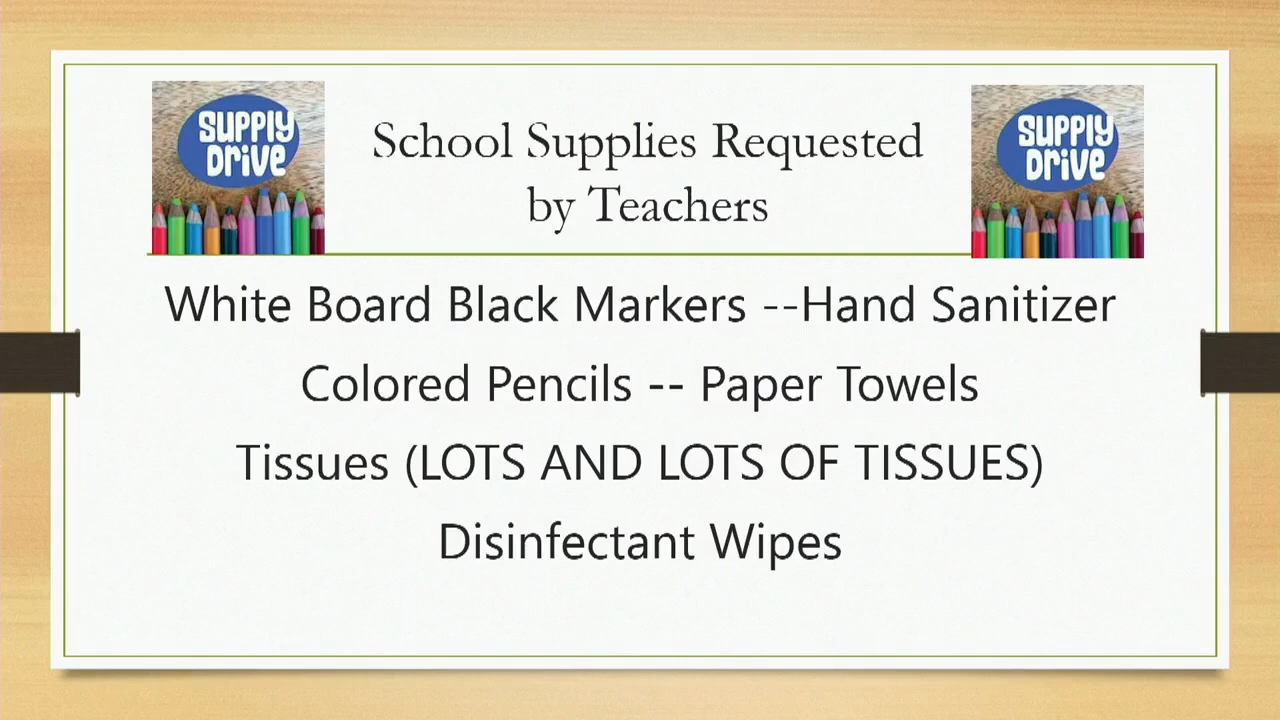 SUPPLY
DRIVE
School Supplies Requested
by Teachers
SUPPLY
DRIVE
White Board Black Markers --Hand Sanitizer
Colored Pencils -- Paper Towels
Tissues (LOTS AND LOTS OF TISSUES)
Disinfectant Wipes